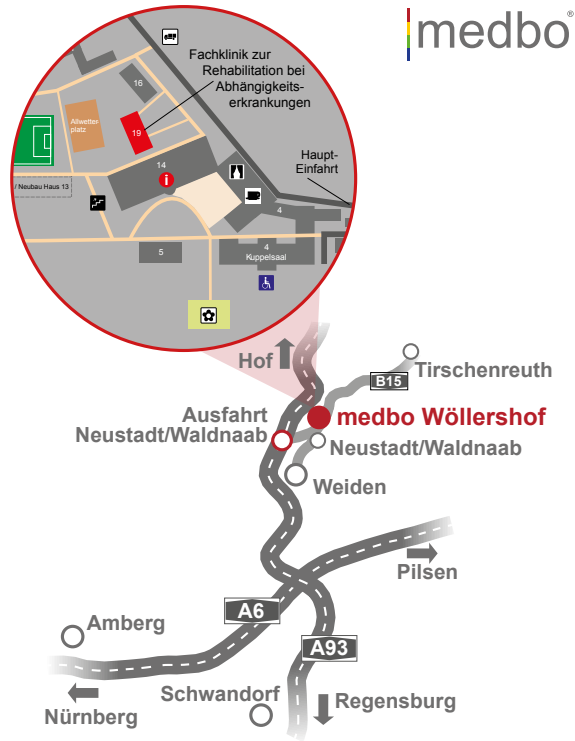 medbo®
Fachklinik zur
Rehabilitation bei
Abhängigkeits-
erkrankungen
16
Allwetter
platz
19
14
i
Haupt-
Einfahrt
/ Neubau Haus 13
4
5
4
Kuppelsaal
Hof
Tirschenreuth
B15
Ausfahrt
Neustadt/Waldnaab
medbo Wöllershof
Neustadt/Waldnaab
Weiden
Pilsen
A6
Amberg
A93
Schwandorf
Regensburg
Nürnberg